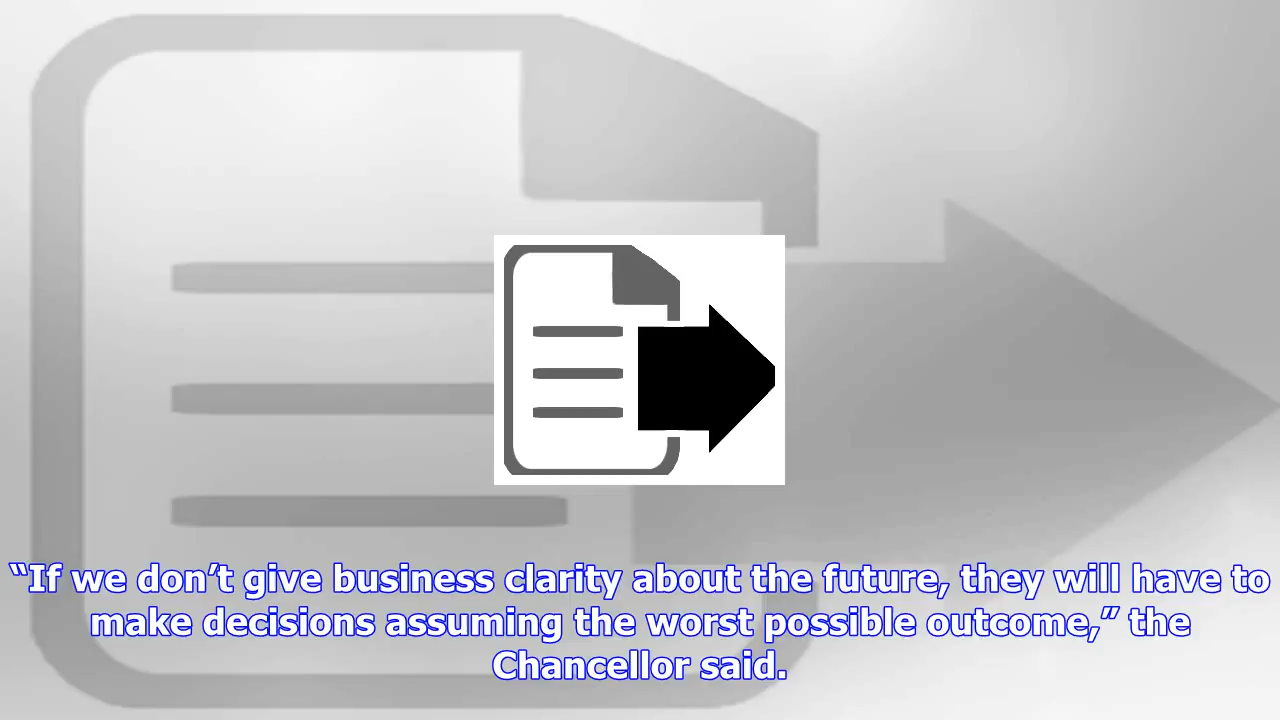 “If we don’t give business clarity about the future, they will have to
make decisions assuming the worst possible outcome,” the
Chancellor said.